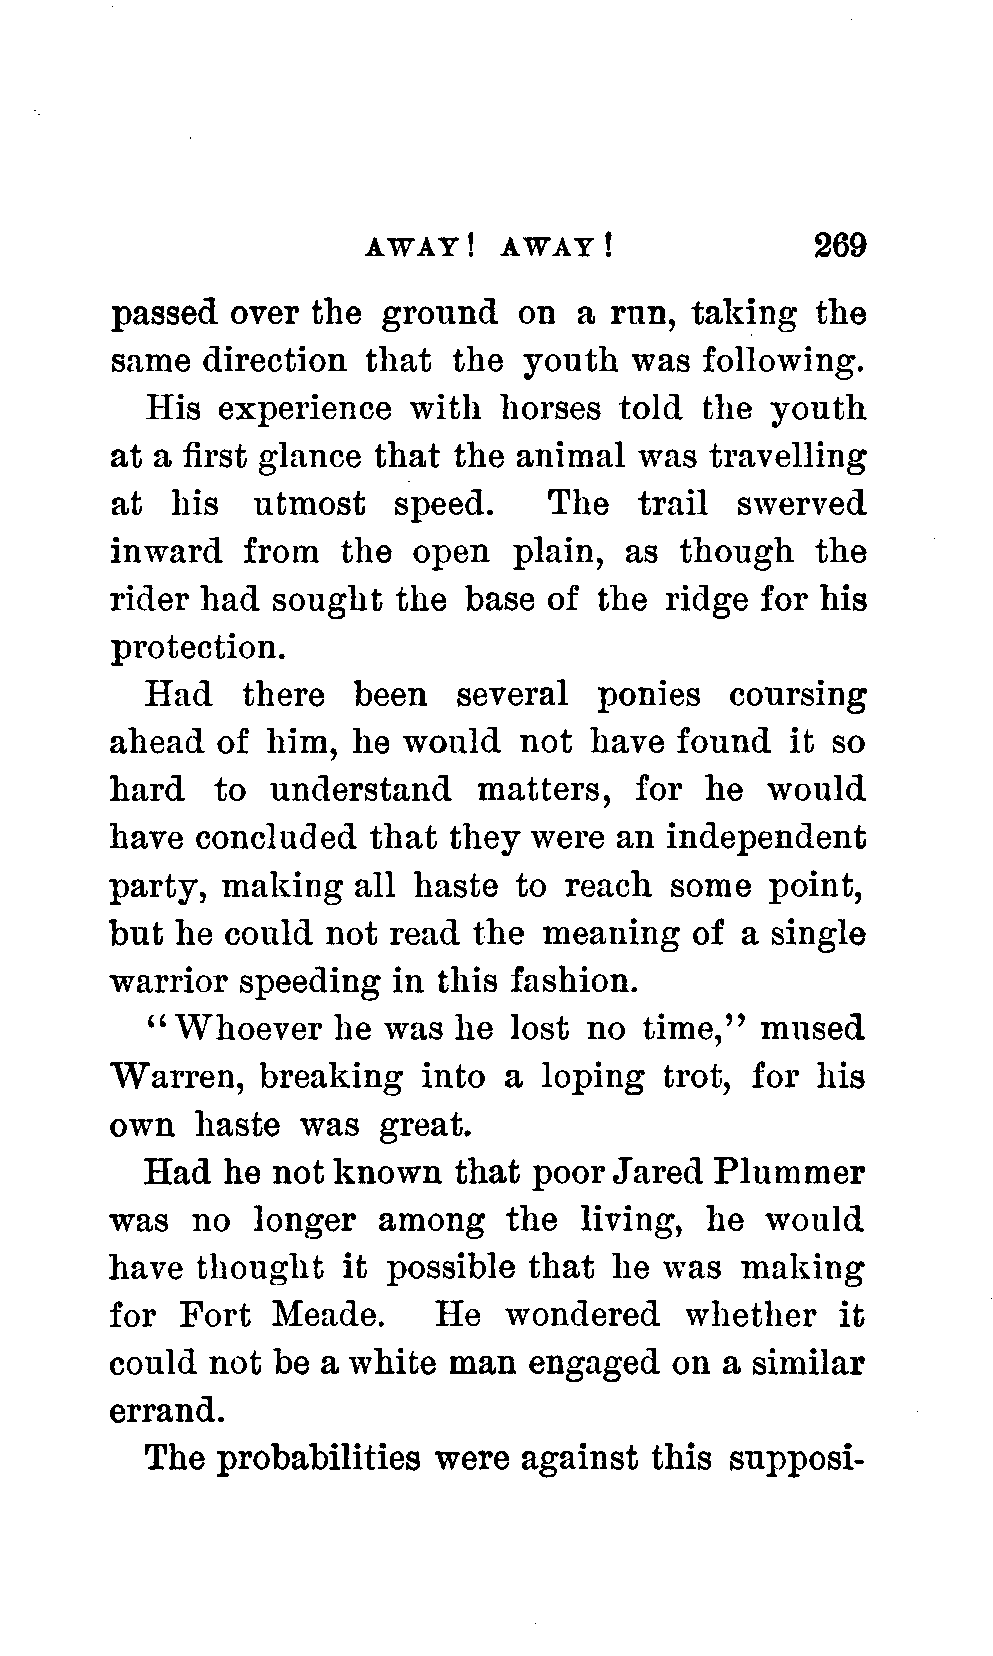 AWAY! AWAY! 269
passed over the ground on a run, taking the
same direction that the youth was following.
His experience with horses told the youth
at a first glance that the animal was travelling
at his utmost speed. The trail swerved
inward from the open plain, as though the
rider had sought the base of the ridge for his
protection.
Had there been several ponies coursing
ahead of him, he would not have found it so
hard to understand matters, for he would
have concluded that they were an independent
party, making all haste to reach some point,
but he could not read the meaning of a single
warrior speeding in this fashion.
“Whoever he was he lost no time,” mused
Warren, breaking into a loping trot, for his
own haste was great.
Had he not known that poor Jared Plummer
was no longer among the living, he would
have thought it possible that he was making
for Fort Meade. He wondered whether it
could not be a white man engaged on a similar
errand.
The probabilities were against this supposi-